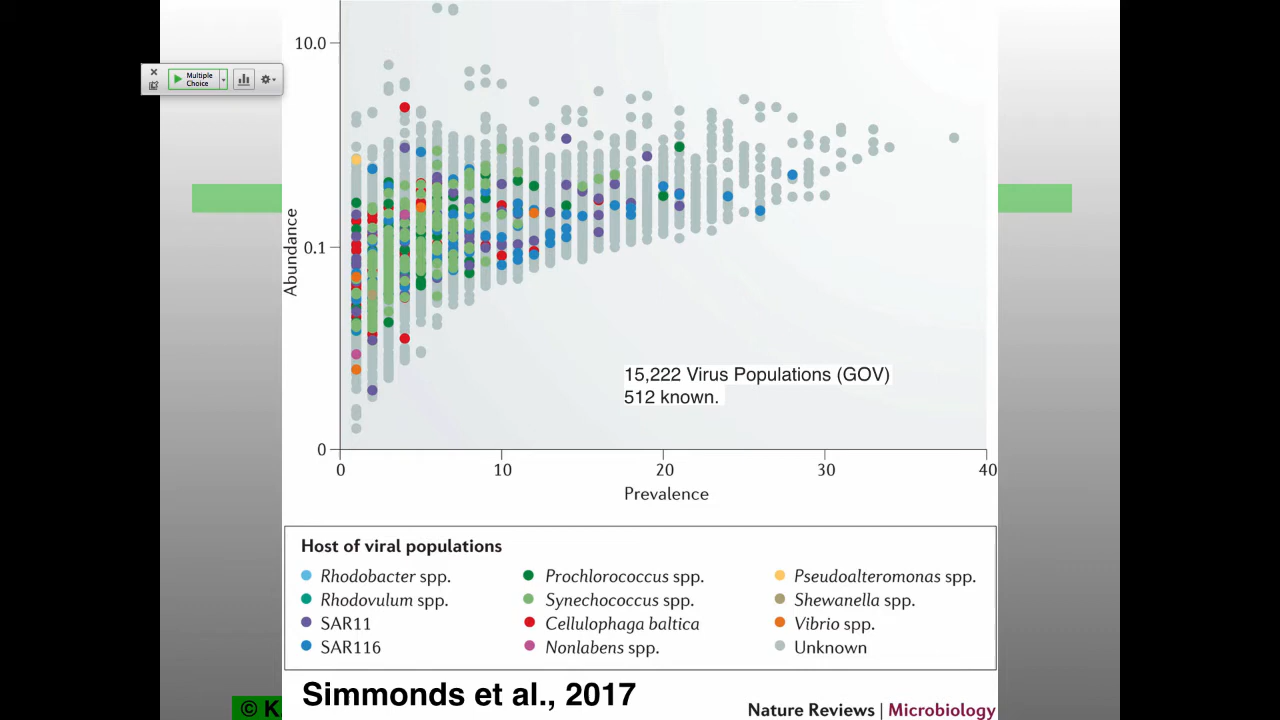 10.0
Multiple
Choice
Abundance
0.1
15,222 Virus Populations (GOV)
512 known.
0
0 10 20 30 40
Prevalence
Host of viral populations
Rhodobacter spp. Prochlorococcus spp. Pseudoalteromonas spp.
Rhodovulum spp. Synechococcus spp. Shewanella spp.
SAR11 Cellulophaga baltica Vibrio spp.
SAR116 Nonlabens spp. Unknown
© K
Simmonds et al., 2017
Nature Reviews | Microbiology